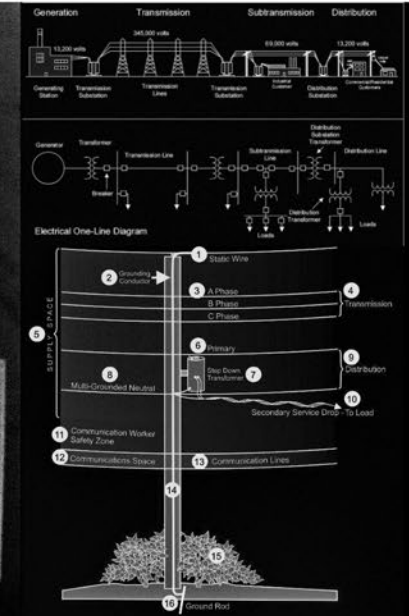 Generation Transmission Subtransmission Distribution
345,000 volts
13,200 volts
69,000 volts
13,200 volts
Generating Station
Transmission Substation
Transmission Lines
Transmission Substation
Industrial Customer
Distribution Substation
Commercial/Residential Customers
Generator
Transformer
Transmission Line
Subtransmission Line
Distribution Substation Transformer
Distribution Line
Breaker
Distribution Transformer
Loads
Loads
Electrical One-Line Diagram
1
Static Wire
2
Grounding Conductor
3 A Phase
B Phase
C Phase
4
Transmission
5
SUPPLY SPACE
6
Primary
Step Down Transformer
7
8
Multi-Grounded Neutral
9
Distribution
10
Secondary Service Drop -To Load
11 Communication Worker Safety Zone
12 Communications Space
13 Communication Lines
14
15
16
Ground Rod